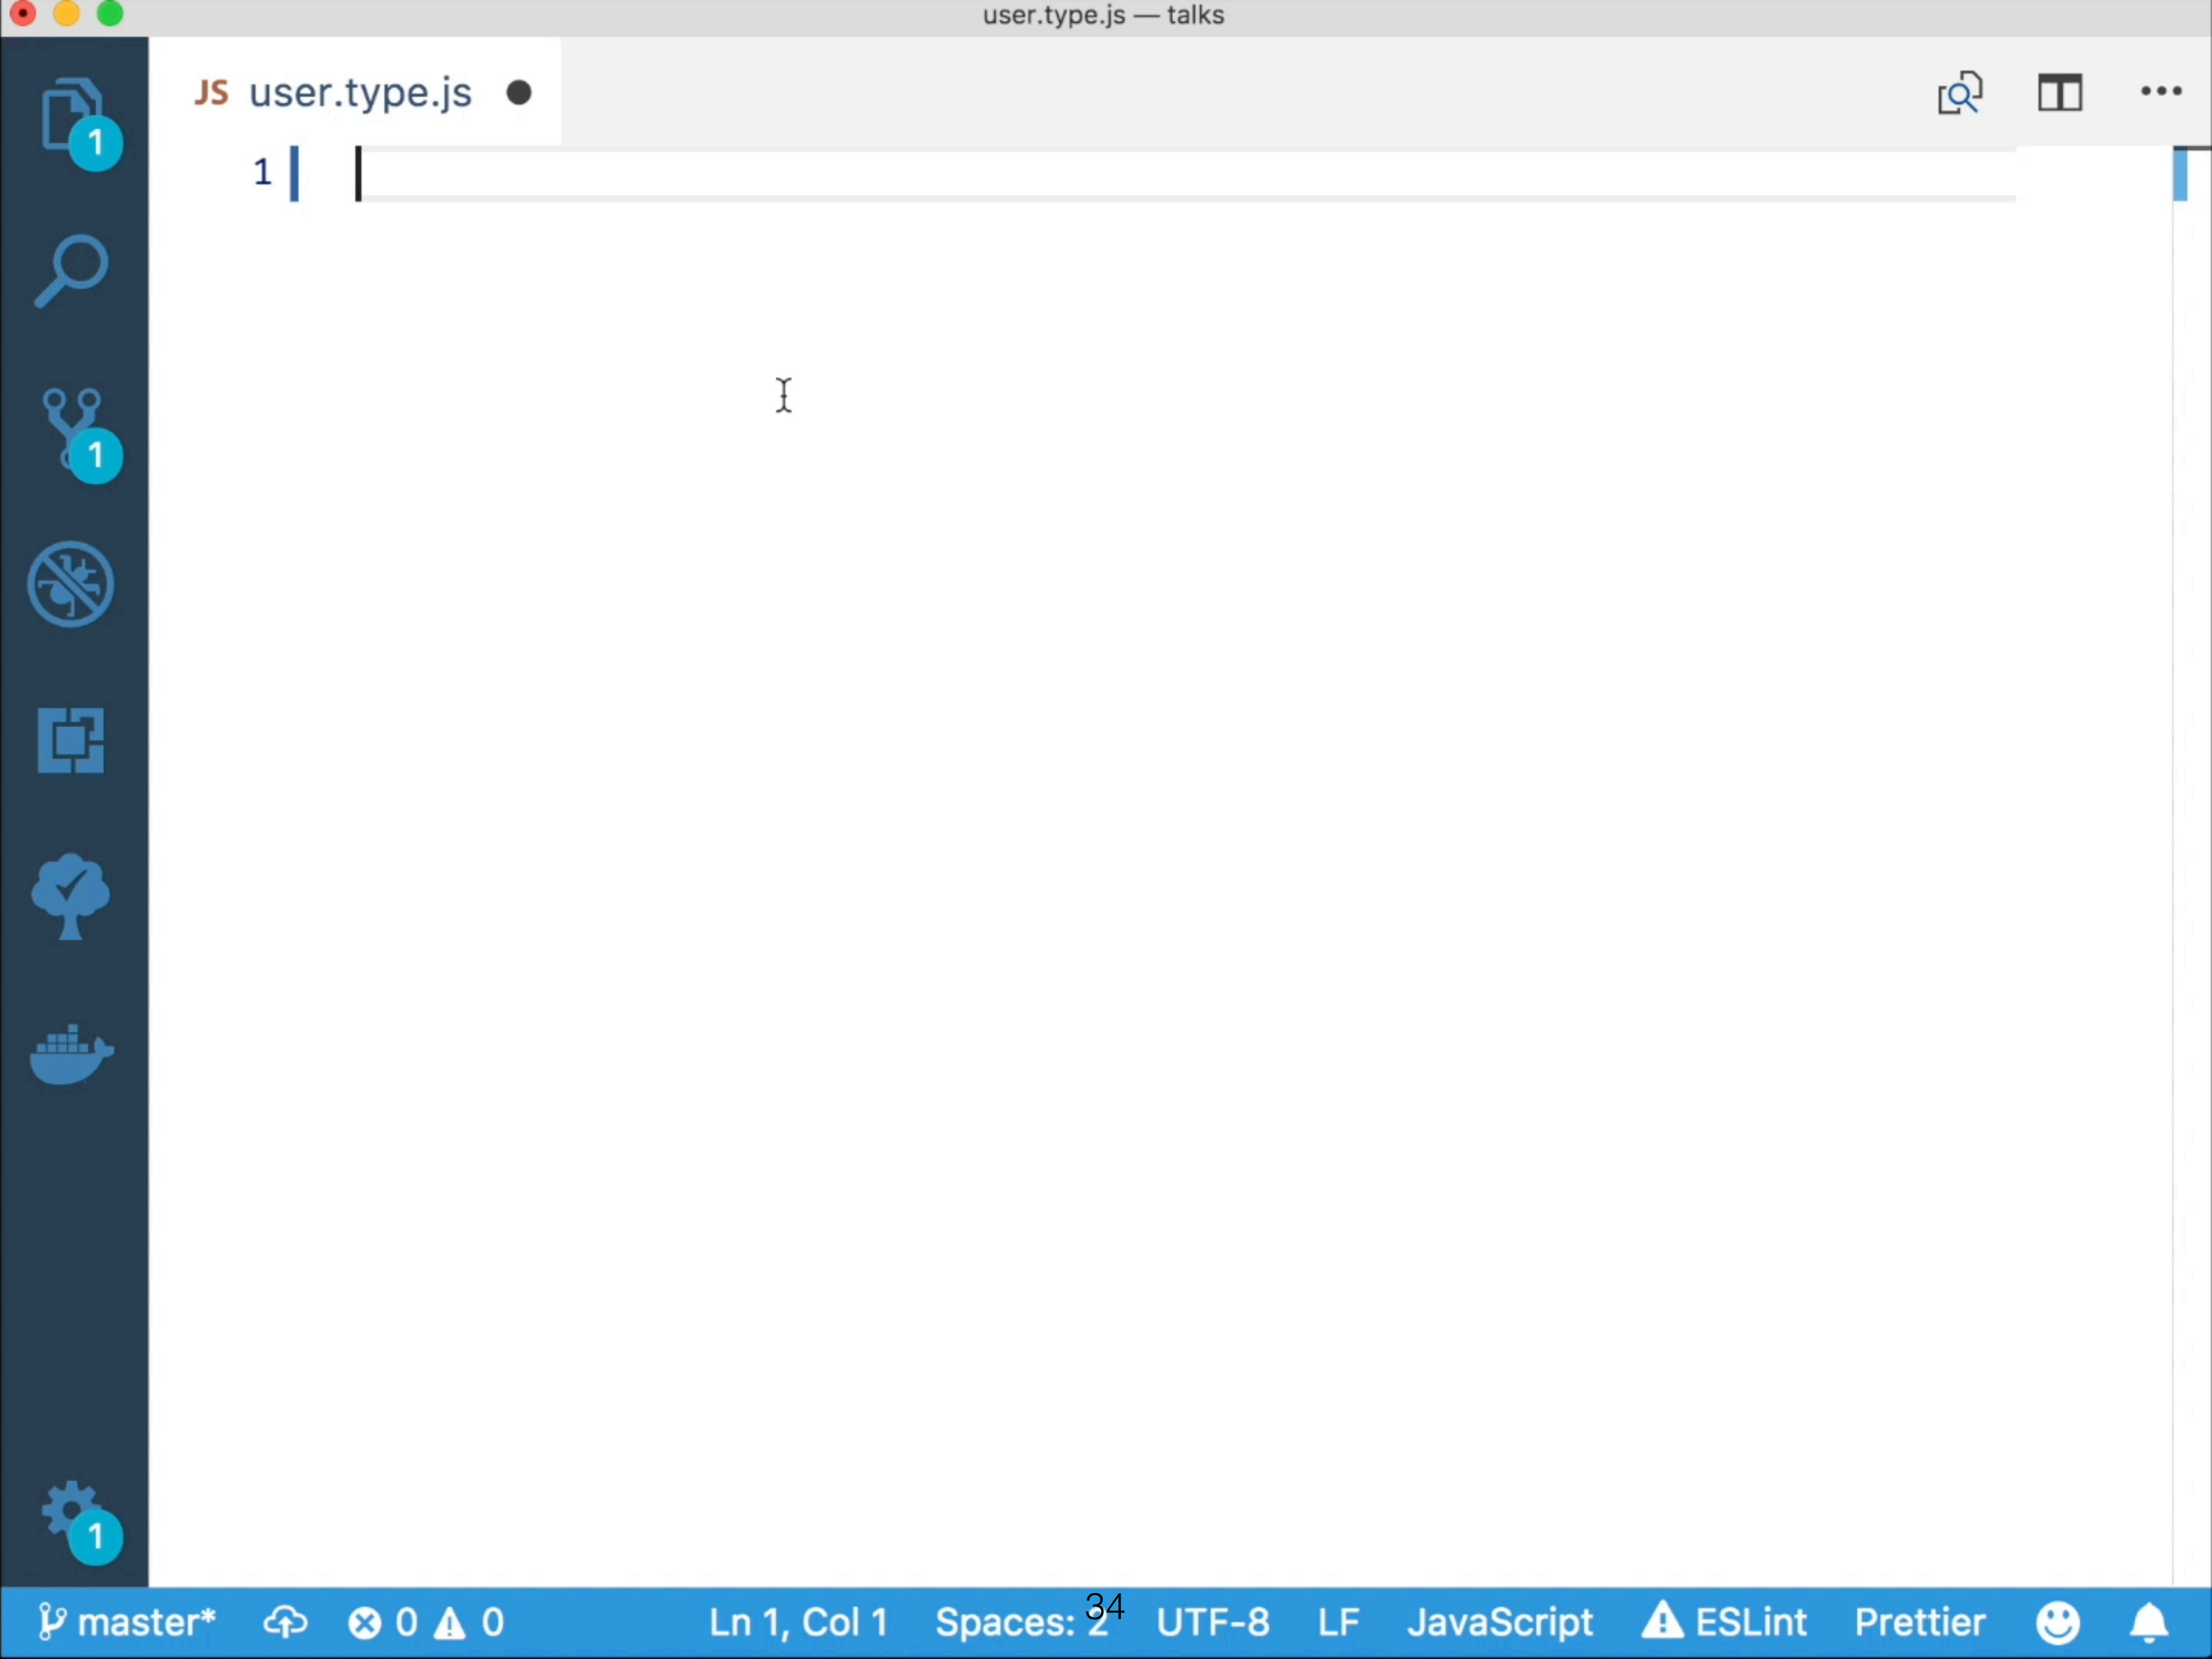 user.type.js — talks
JS user.type.js
1
1
1
1
master* 0 0 Ln 1, Col 1 Spaces: 2 UTF-8 LF JavaScript ESLint Prettier
34